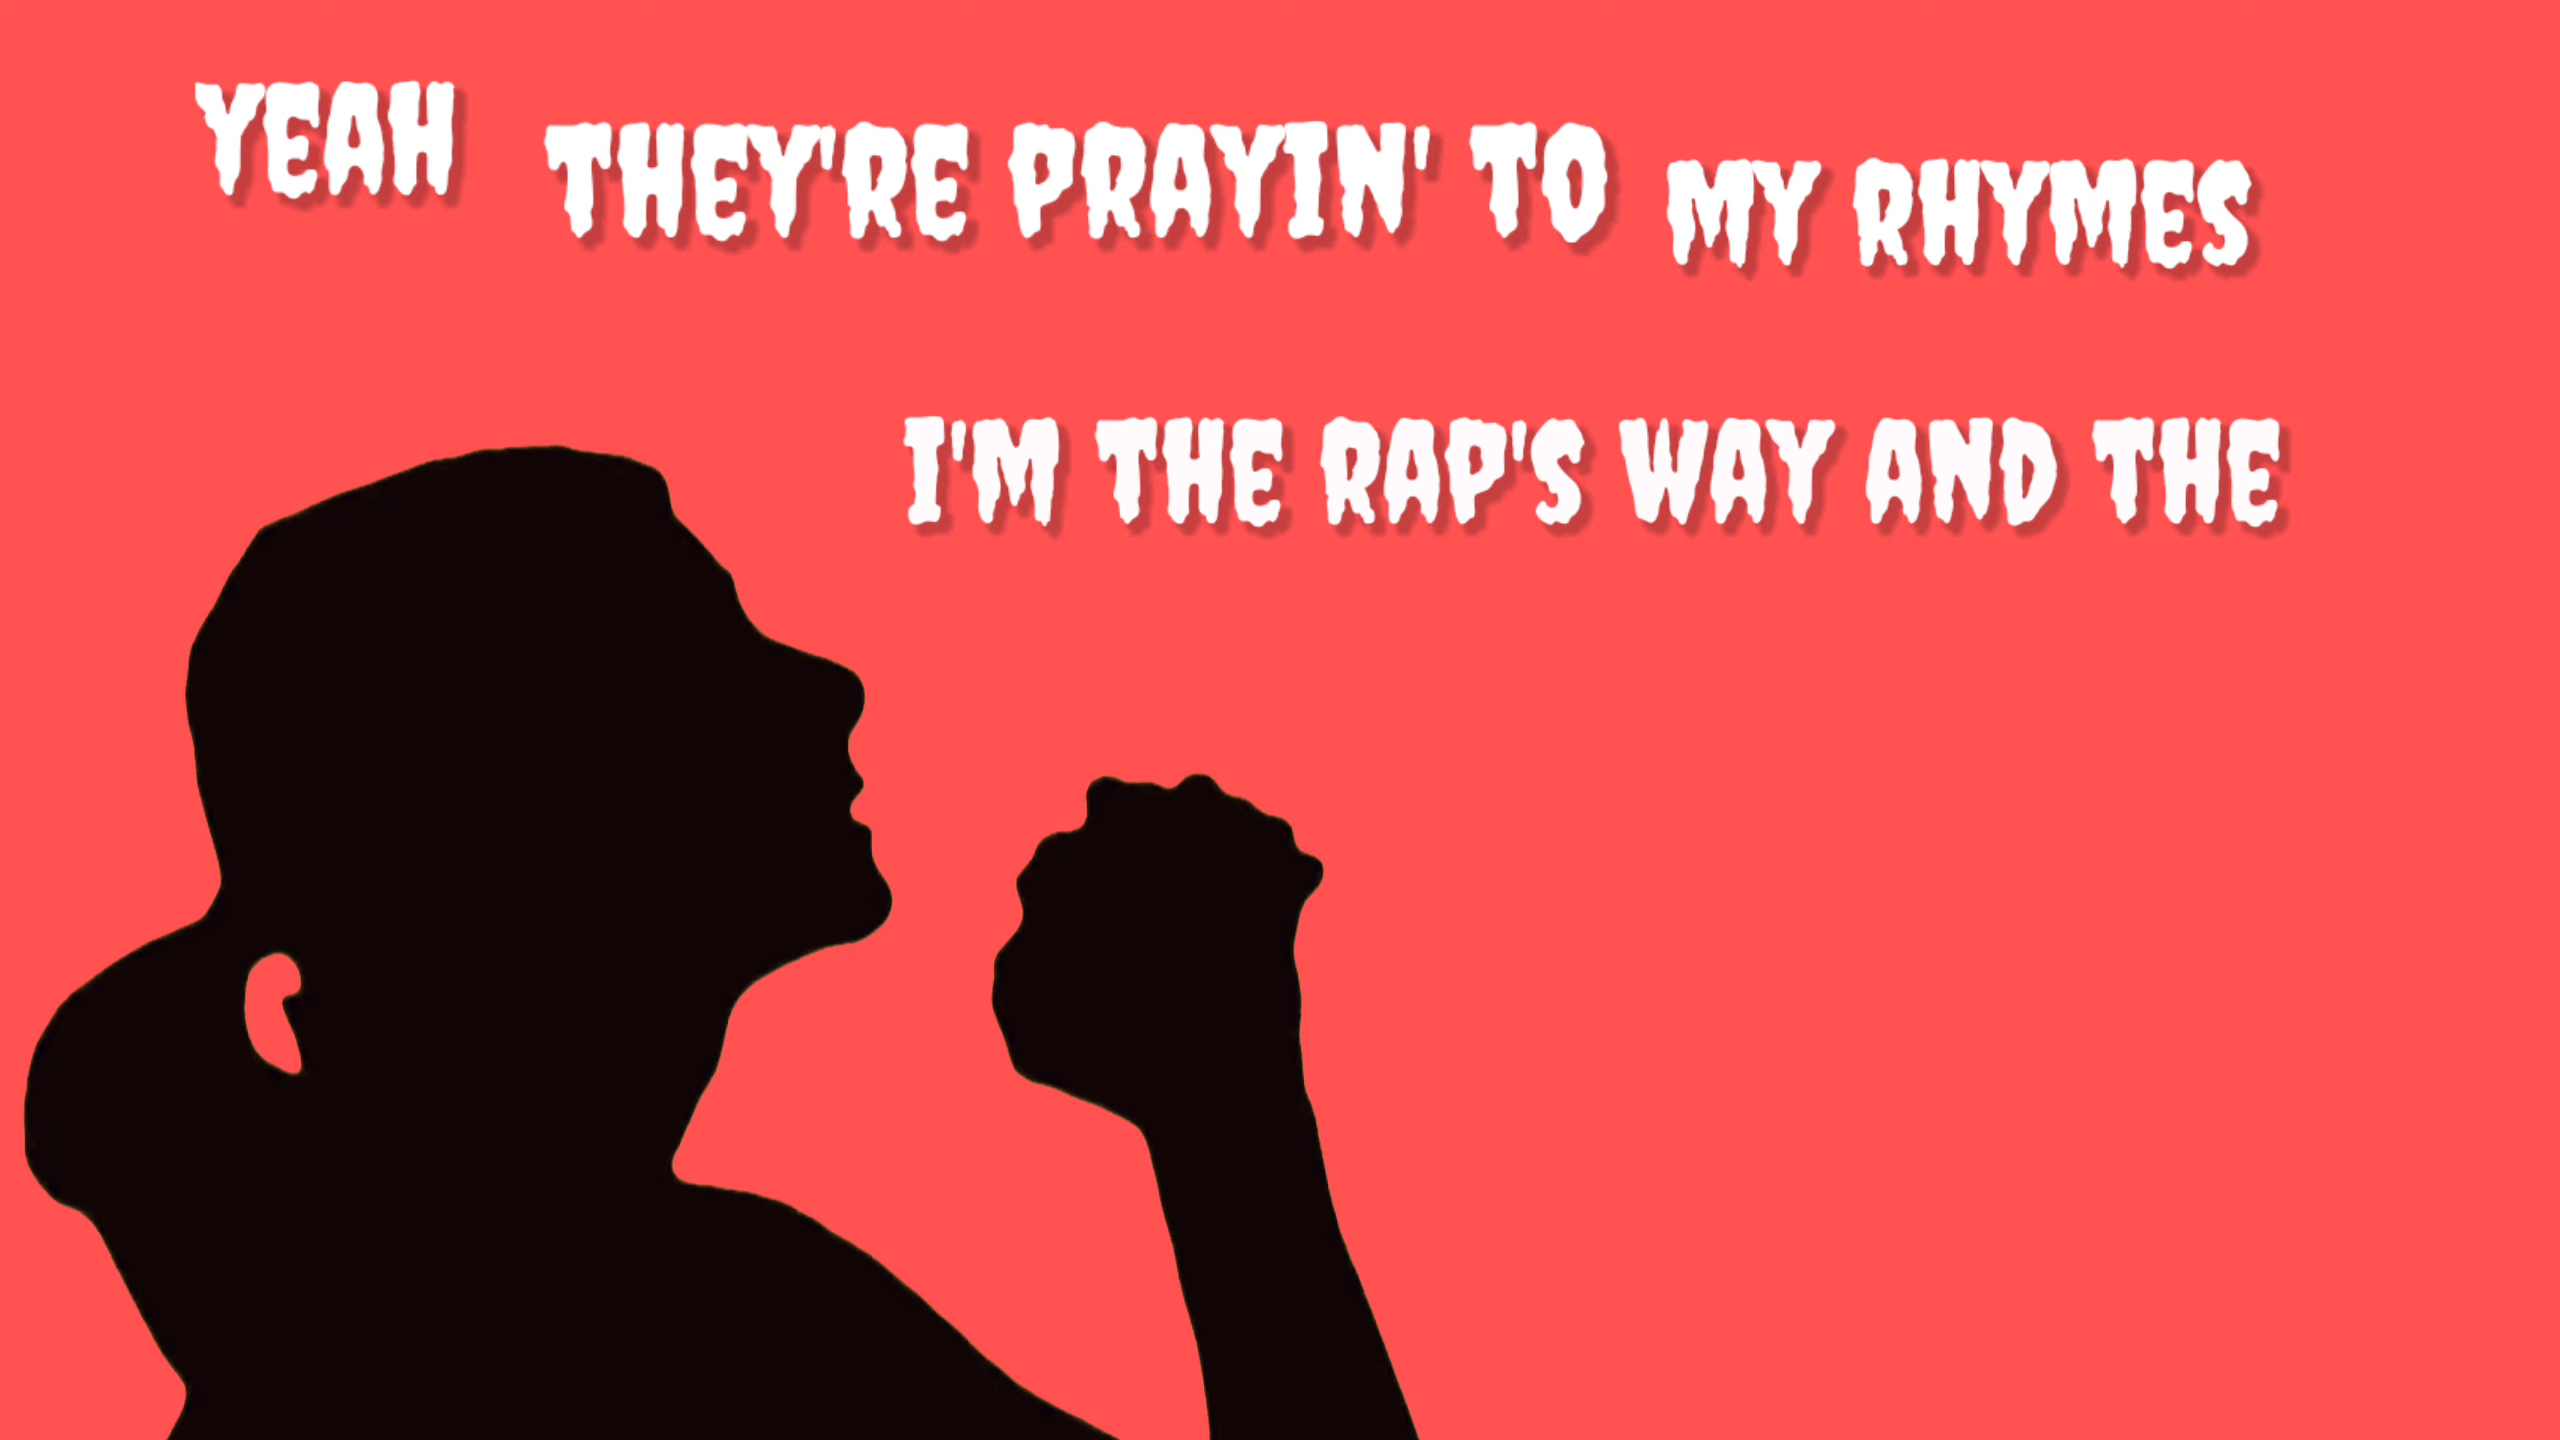 YEAH THEY'RE PRAYIN' TO MY RHYMES
I'M THE RAP'S WAY AND THE